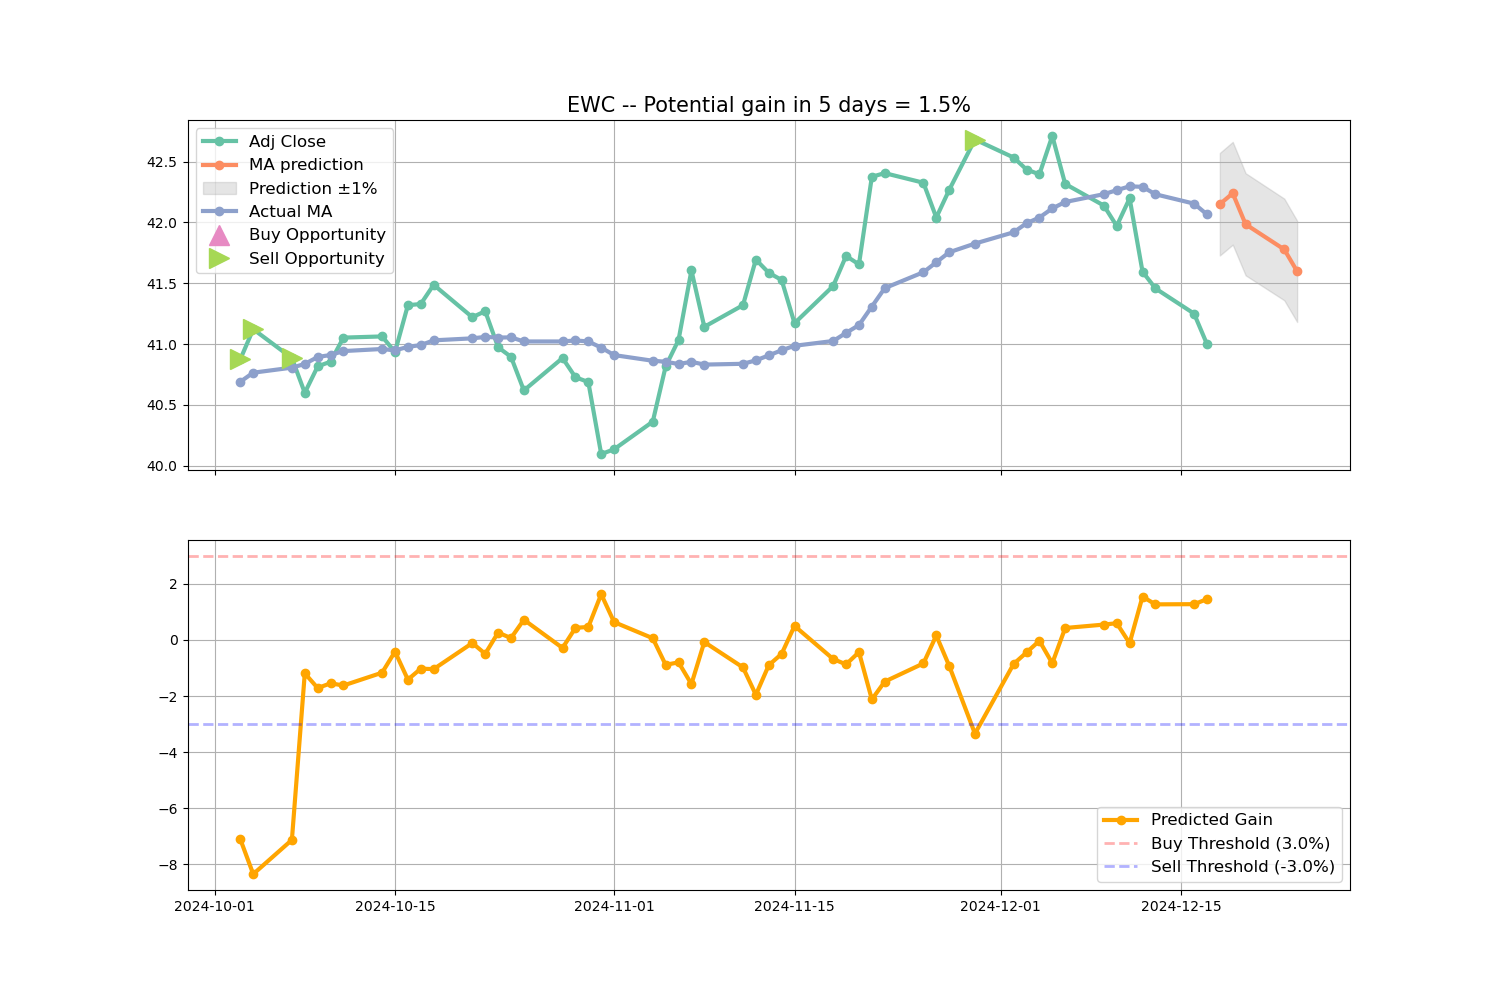 EWC -- Potential gain in 5 days = 1.5%
Adj Close
MA prediction
Prediction ±1%
Actual MA
Buy Opportunity
Sell Opportunity
42.5
42.0
41.5
41.0
40.5
40.0
2
0
−2
−4
−6
−8
Predicted Gain
Buy Threshold (3.0%)
Sell Threshold (-3.0%)
2024-10-01 2024-10-15 2024-11-01 2024-11-15 2024-12-01 2024-12-15